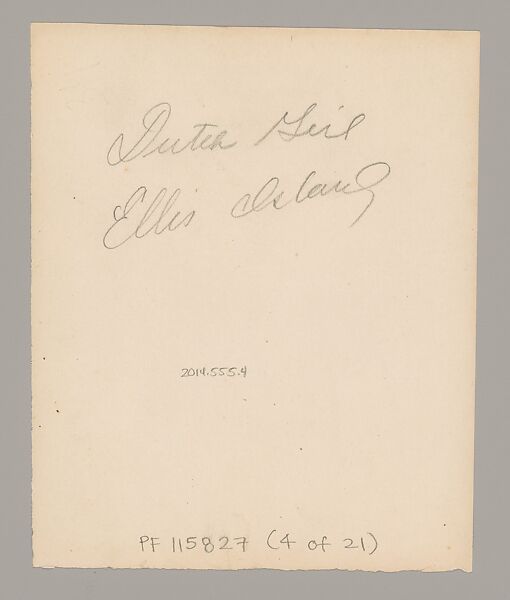 Dutch Girl
Ellis Island
2014.555.4
PF 115827 (4 of 21)